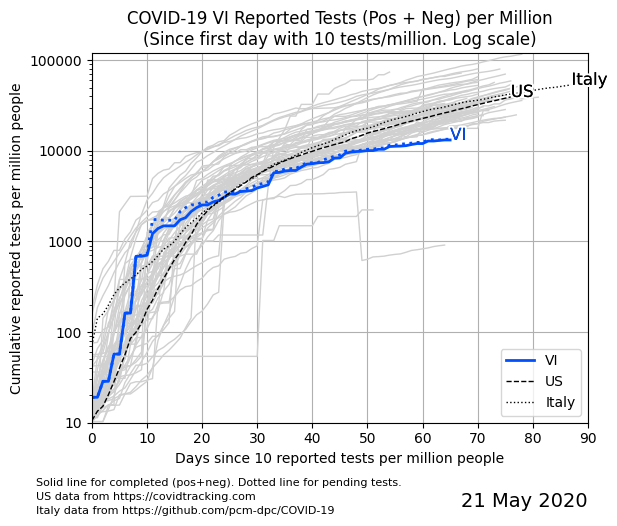 COVID-19 VI Reported Tests (Pos + Neg) per Million
(Since first day with 10 tests/million. Log scale)
Cumulative reported tests per million people
100000
10000
1000
100
10
Italy
US
VI
VI
US
Italy
0 10 20 30 40 50 60 70 80 90
Days since 10 reported tests per million people
Solid line for completed (pos+neg). Dotted line for pending tests.
US data from https://covidtracking.com
Italy data from https://github.com/pcm-dpc/COVID-19
21 May 2020